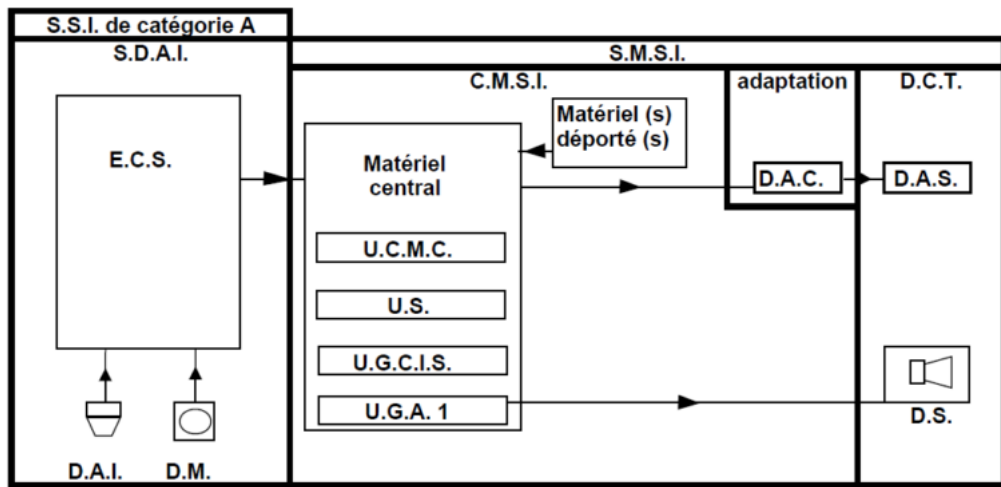 S.S.I. de catégorie A
S.D.A.I.
S.M.S.I.
C.M.S.I.
adaptation
D.C.T.
E.C.S.
Matériel (s)
déporté (s)
Matériel
central
D.A.C.
D.A.S.
U.C.M.C.
U.S.
U.G.C.I.S.
U.G.A. 1
D.S.
D.A.I.
D.M.